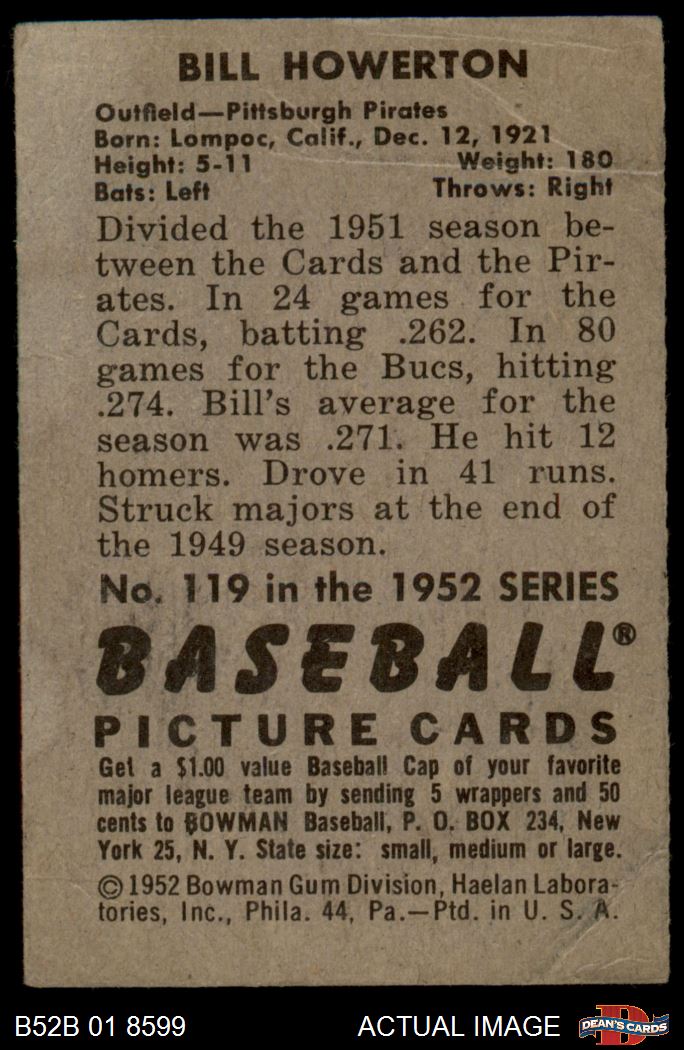 BILL HOWERTON
Outfield—Pittsburgh Pirates
Born: Lompoc, Calif., Dec. 12, 1921
Height: 5-11 Weight: 180
Bats: Left Throws: Right
Divided the 1951 season be-
tween the Cards and the Pir-
ates. In 24 games for the
Cards, batting .262. In 80
games for the Bucs, hitting
.274. Bill's average for the
season was .271. He hit 12
homers. Drove in 41 runs.
Struck majors at the end of
the 1949 season.
No. 119 in the 1952 SERIES
BASEBALL®
PICTURE CARDS
Get a $1.00 value Baseball Cap of your favorite
major league team by sending 5 wrappers and 50
cents to BOWMAN Baseball, P. O. BOX 234, New
York 25, N. Y. State size: small, medium or large.
© 1952 Bowman Gum Division, Haelan Labora-
tories, Inc., Phila. 44, Pa.—Ptd. in U. S. A.
B52B 01 8599 ACTUAL IMAGE D DEAN'S CARDS